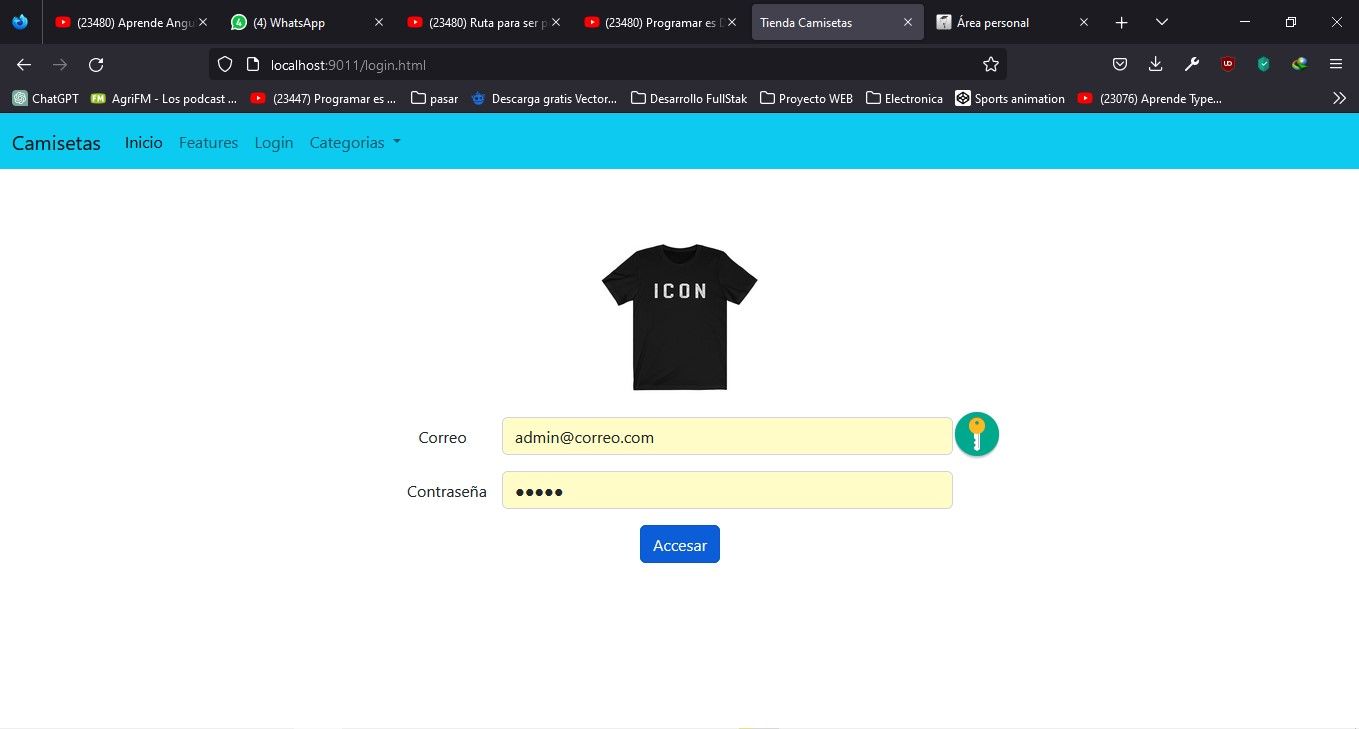 (23480) Aprende Angu
(4) WhatsApp
(23480) Ruta para ser p
(23480) Programar es D
Tienda Camisetas
Área personal
localhost:9011/login.html
ChatGPT
AgriFM - Los podcast ...
(23447) Programar es ...
pasar
Descarga gratis Vector...
Desarrollo FullStak
Proyecto WEB
Electronica
Sports animation
(23076) Aprende Type...
Camisetas
Inicio
Features
Login
Categorias
ICON
Correo
admin@correo.com
Contraseña
●●●●●
Accesar